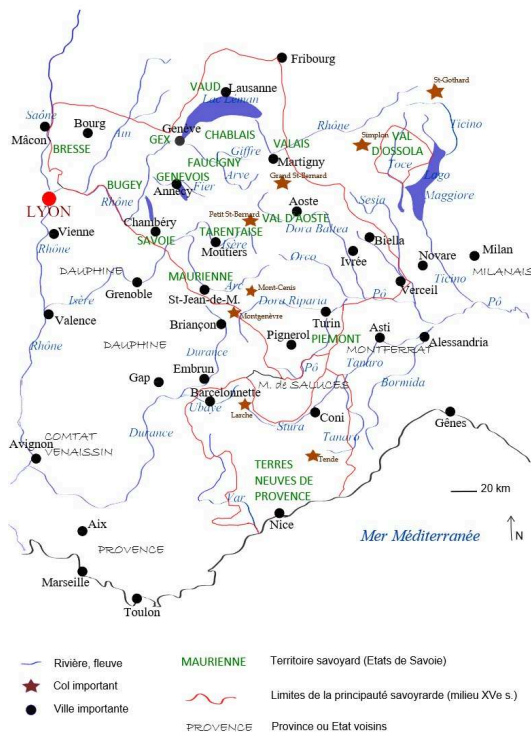 Fribourg
St-Gothard
VAUD
Lausanne
Lac Leman
Saône
Bourg
Ain
Mâcon
BRESSE
GEX
Genève
CHABLAIS
Giffre
VALAIS
Martigny
Rhône
Simplon
VAL
D'OSSOLA
Toce
Ticino
FAUCIGNY
Arve
BUGEY
GENEVOIS
Annecy
Fier
Grand St-Bernard
Lago
Maggiore
LYON
Rhône
Petit St-Bernard
Aoste
VAL D'AOSTE
Sesia
Vienne
Chambéry
SAVOIE
TARENTAISE
Isère
Moûtiers
Dora Baltea
Biella
Ivrée
Novare
Milan
MILANAIS
Rhône
DAUPHINE
Orco
Isère
Grenoble
MAURIENNE
Arc
Mont-Cenis
St-Jean-de-M.
Dora Riparia
Pô
Verceil
Ticino
Pô
Valence
Briançon
Montgenèvre
Turin
PIEMONT
Pignerol
Asti
MONTFERRAT
Alessandria
DAUPHINE
Durance
Pô
Tanaro
Rhône
Gap
Embrun
Barcelonnette
M. de SALUCES
Bormida
Ubaye
Larche
Stura
Coni
Gênes
Durance
Tanaro
Avignon
COMTAT
VENAISSIN
Tende
TERRES
NEUVES DE
PROVENCE
Var
Nice
20 km
Aix
PROVENCE
Mer Méditerranée
N
Marseille
Toulon
Rivière, fleuve
MAURIENNE
Territoire savoyard (Etats de Savoie)
Col important
Limites de la principauté savoyrarde (milieu XVe s.)
Ville importante
PROVENCE
Province ou Etat voisins